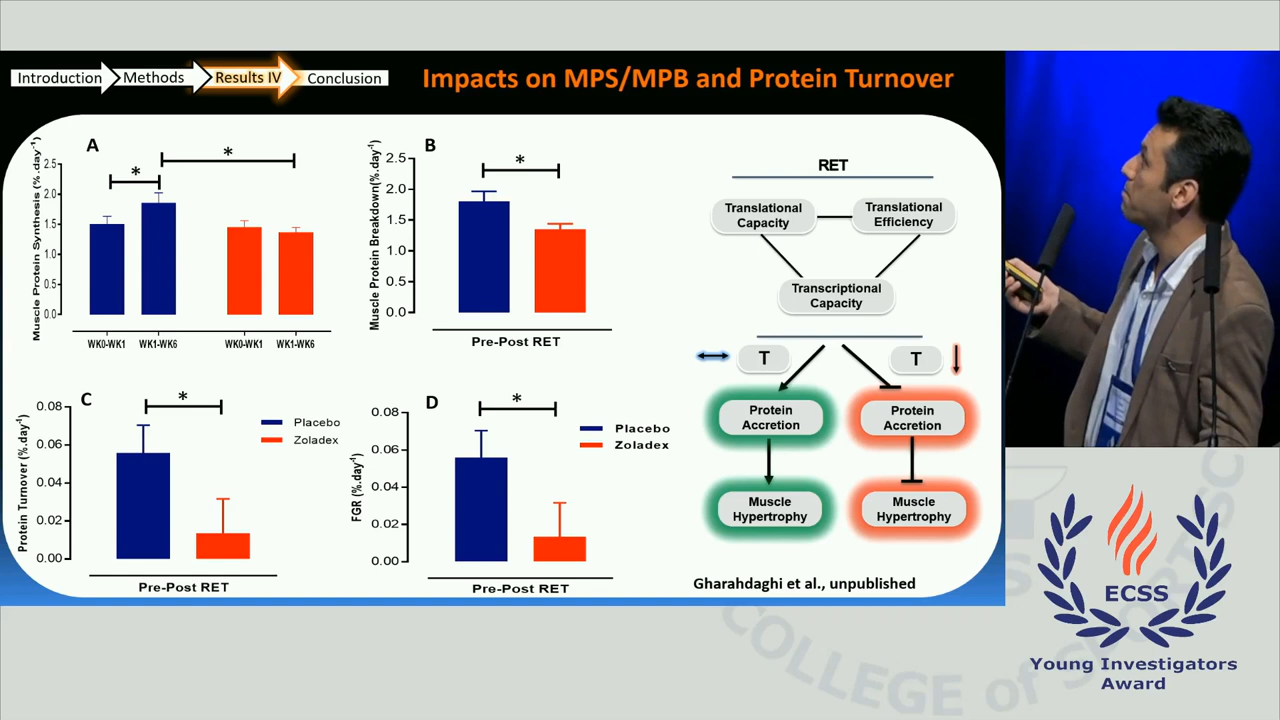 Introduction
Methods
Results IV
Conclusion
Impacts on MPS/MPB and Protein Turnover
A
Muscle Protein Synthesis (%.day-1)
2.5
2.0
1.5
1.0
0.5
0.0
*
*
WK0-WK1
WK1-WK6
WK0-WK1
WK1-WK6
B
Muscle Protein Breakdown(%.day-1)
2.5
2.0
1.5
1.0
0.5
0.0
*
Pre-Post RET
C
Protein Turnover (%.day-1)
0.08
0.06
0.04
0.02
0.00
*
Placebo
Zoladex
Pre-Post RET
D
FGR (%.day-1)
0.08
0.06
0.04
0.02
0.00
*
Placebo
Zoladex
Pre-Post RET
RET
Translational
Capacity
Translational
Efficiency
Transcriptional
Capacity
T
T
Protein
Accretion
Protein
Accretion
Muscle
Hypertrophy
Muscle
Hypertrophy
Gharahdaghi et al., unpublished
ECSS
Young Investigators
Award
COLLEGE of SPORT SC